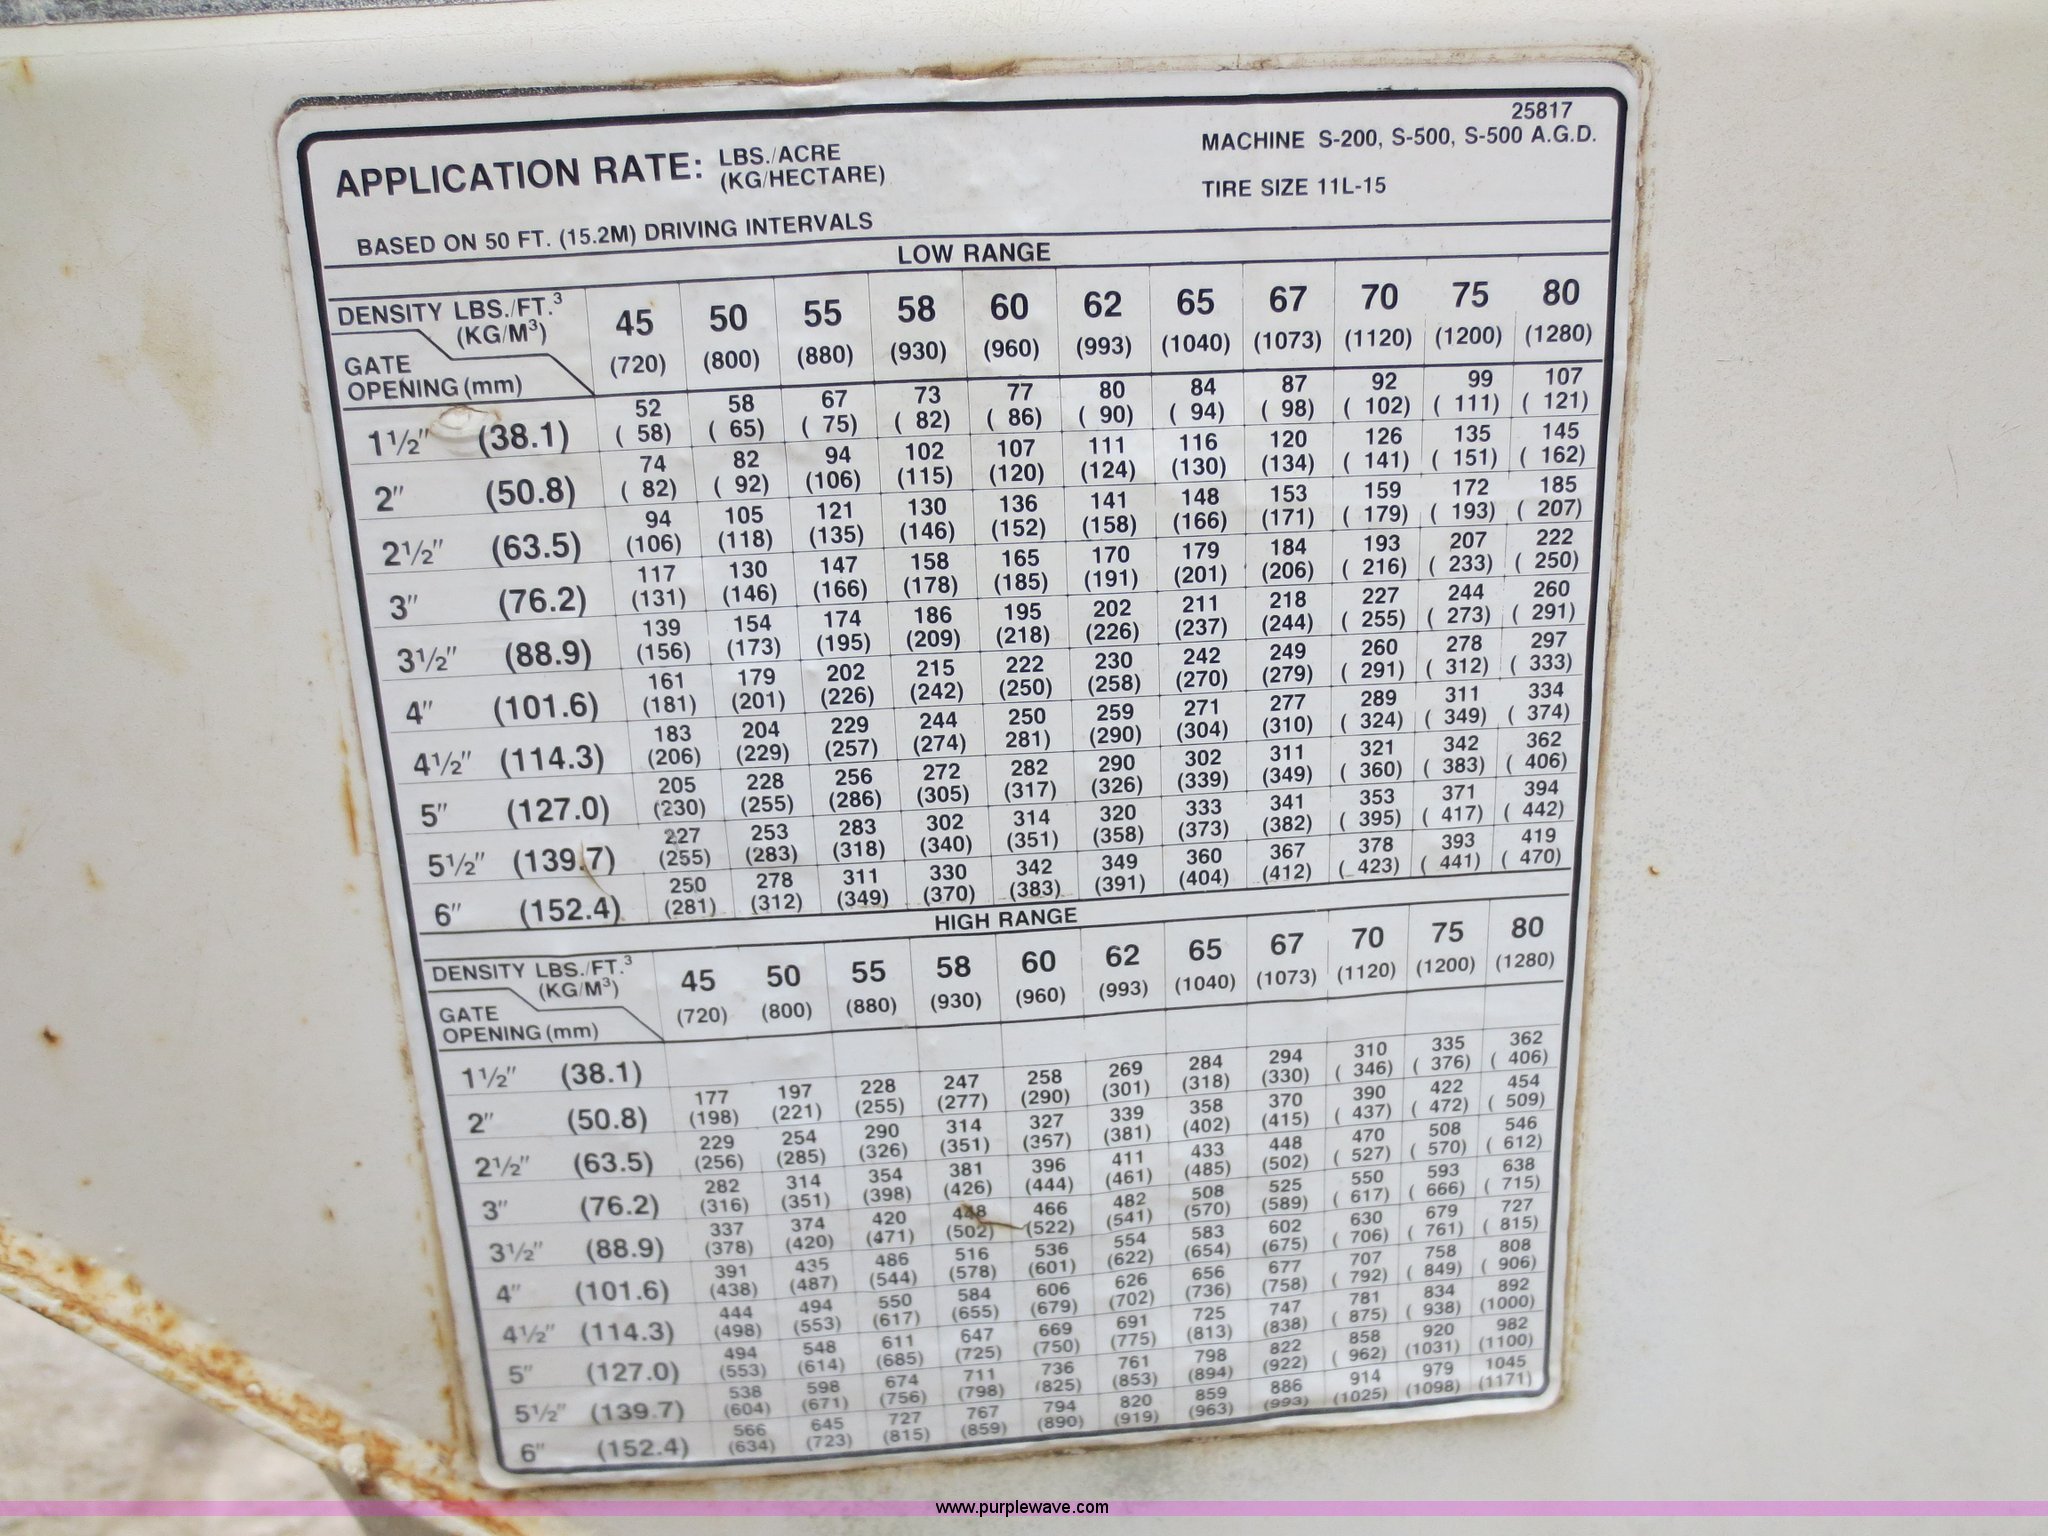 25817
APPLICATION RATE: LBS./ACRE
(KG/HECTARE)
MACHINE S-200, S-500, S-500 A.G.D.
TIRE SIZE 11L-15
BASED ON 50 FT. (15.2M) DRIVING INTERVALS
LOW RANGE
DENSITY LBS./FT.³ 45 50 55 58 60 62 65 67 70 75 80
(KG/M³) (720) (800) (880) (930) (960) (993) (1040) (1073) (1120) (1200) (1280)
GATE
OPENING (mm)
52 58 67 73 77 80 84 87 92 99 107
1½" (38.1) ( 58) ( 65) ( 75) ( 82) ( 86) ( 90) ( 94) ( 98) ( 102) ( 111) ( 121)
74 82 94 102 107 111 116 120 126 135 145
2" (50.8) ( 82) ( 92) (106) (115) (120) (124) (130) (134) ( 141) ( 151) ( 162)
94 105 121 130 136 141 148 153 159 172 185
2½" (63.5) (106) (118) (135) (146) (152) (158) (166) (171) ( 179) ( 193) ( 207)
117 130 147 158 165 170 179 184 193 207 222
3" (76.2) (131) (146) (166) (178) (185) (191) (201) (206) ( 216) ( 233) ( 250)
139 154 174 186 195 202 211 218 227 244 260
3½" (88.9) (156) (173) (195) (209) (218) (226) (237) (244) ( 255) ( 273) ( 291)
161 179 202 215 222 230 242 249 260 278 297
4" (101.6) (181) (201) (226) (242) (250) (258) (270) (279) ( 291) ( 312) ( 333)
183 204 229 244 250 259 271 277 289 311 334
4½" (114.3) (206) (229) (257) (274) 281) (290) (304) (310) ( 324) ( 349) ( 374)
205 228 256 272 282 290 302 311 321 342 362
5" (127.0) (230) (255) (286) (305) (317) (326) (339) (349) ( 360) ( 383) ( 406)
227 253 283 302 314 320 333 341 353 371 394
5½" (139.7) (255) (283) (318) (340) (351) (358) (373) (382) ( 395) ( 417) ( 442)
250 278 311 330 342 349 360 367 378 393 419
6" (152.4) (281) (312) (349) (370) (383) (391) (404) (412) ( 423) ( 441) ( 470)
HIGH RANGE
DENSITY LBS./FT.³ 45 50 55 58 60 62 65 67 70 75 80
(KG/M³) (720) (800) (880) (930) (960) (993) (1040) (1073) (1120) (1200) (1280)
GATE
OPENING (mm)
1½" (38.1)
177 197 228 247 258 269 284 294 310 335 362
2" (50.8) (198) (221) (255) (277) (290) (301) (318) (330) ( 346) ( 376) ( 406)
229 254 290 314 327 339 358 370 390 422 454
2½" (63.5) (256) (285) (326) (351) (357) (381) (402) (415) ( 437) ( 472) ( 509)
282 314 354 381 396 411 433 448 470 508 546
3" (76.2) (316) (351) (398) (426) (444) (461) (485) (502) ( 527) ( 570) ( 612)
337 374 420 448 466 482 508 525 550 593 638
3½" (88.9) (378) (420) (471) (502) (522) (541) (570) (589) ( 617) ( 666) ( 715)
391 435 486 516 536 554 583 602 630 679 727
4" (101.6) (438) (487) (544) (578) (601) (622) (654) (675) ( 706) ( 761) ( 815)
444 494 550 584 606 626 656 677 707 758 808
4½" (114.3) (498) (553) (617) (655) (679) (702) (736) (758) ( 792) ( 849) ( 906)
494 548 611 647 669 691 725 747 781 834 892
5" (127.0) (553) (614) (685) (725) (750) (775) (813) (838) ( 875) ( 938) (1000)
538 598 674 711 736 761 798 822 858 920 982
5½" (139.7) (604) (671) (756) (798) (825) (853) (894) (922) ( 962) (1031) (1100)
566 645 727 767 794 820 859 886 914 979 1045
6" (152.4) (634) (723) (815) (859) (890) (919) (963) (993) (1025) (1098) (1171)
www.purplewave.com